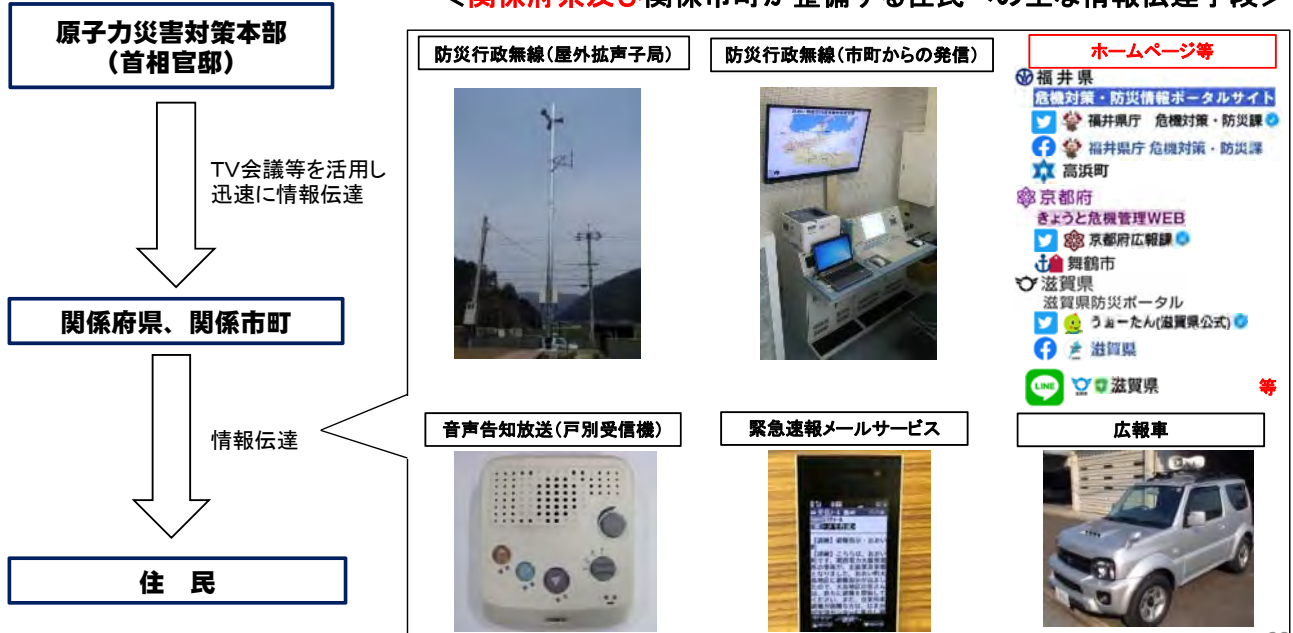 <関係府県及び関係市町が整備する住民への主な情報伝達手段>
原子力災害対策本部
(首相官邸)
TV会議等を活用し
迅速に情報伝達
関係府県、関係市町
情報伝達
住 民
防災行政無線(屋外拡声子局)
防災行政無線(市町からの発信)
ホームページ等
福井県
危機対策・防災情報ポータルサイト
福井県庁 危機対策・防災課
福井県庁 危機対策・防災課
高浜町
京都府
きょうと危機管理WEB
京都府広報課
舞鶴市
滋賀県
滋賀県防災ポータル
うぉーたん(滋賀県公式)
滋賀県
LINE 滋賀県
等
音声告知放送(戸別受信機)
緊急速報メールサービス
広報車